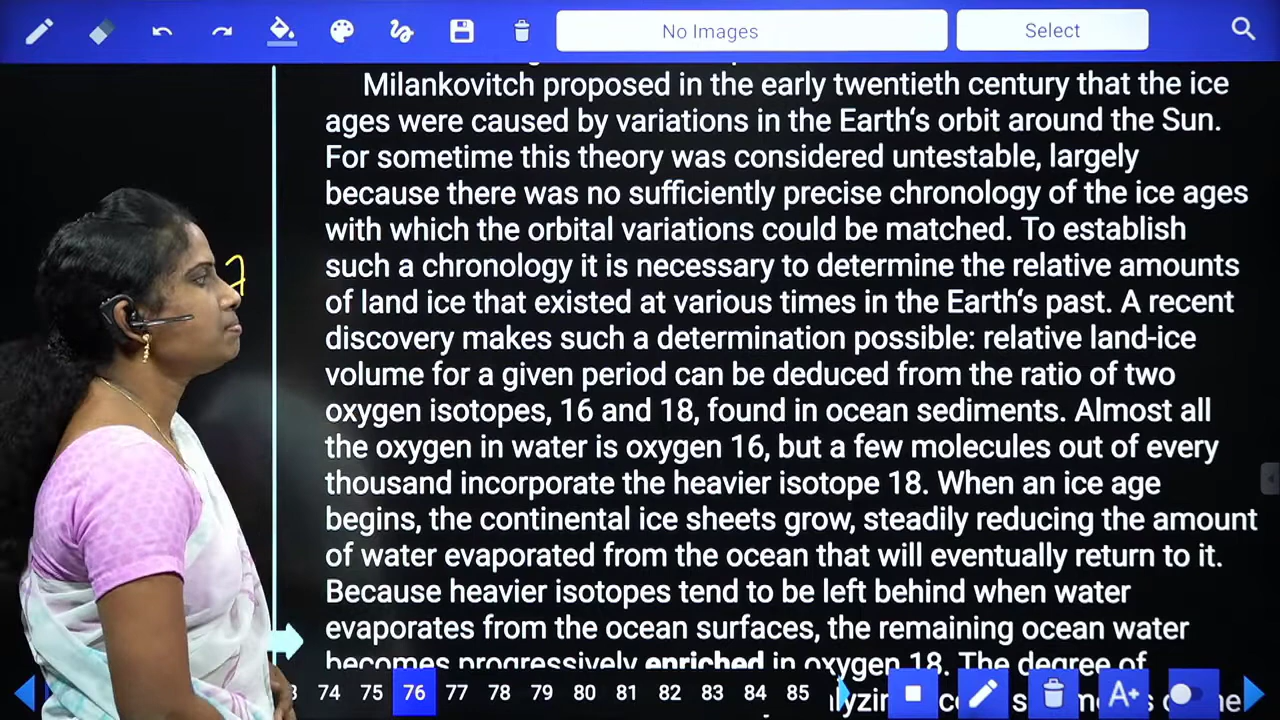 No Images
Select
Milankovitch proposed in the early twentieth century that the ice
ages were caused by variations in the Earth‘s orbit around the Sun.
For sometime this theory was considered untestable, largely
because there was no sufficiently precise chronology of the ice ages
with which the orbital variations could be matched. To establish
such a chronology it is necessary to determine the relative amounts
of land ice that existed at various times in the Earth‘s past. A recent
discovery makes such a determination possible: relative land-ice
volume for a given period can be deduced from the ratio of two
oxygen isotopes, 16 and 18, found in ocean sediments. Almost all
the oxygen in water is oxygen 16, but a few molecules out of every
thousand incorporate the heavier isotope 18. When an ice age
begins, the continental ice sheets grow, steadily reducing the amount
of water evaporated from the ocean that will eventually return to it.
Because heavier isotopes tend to be left behind when water
evaporates from the ocean surfaces, the remaining ocean water
becomes progressively enriched in oxygen 18. The degree of
74 75 76 77 78 79 80 81 82 83 84 85
A+